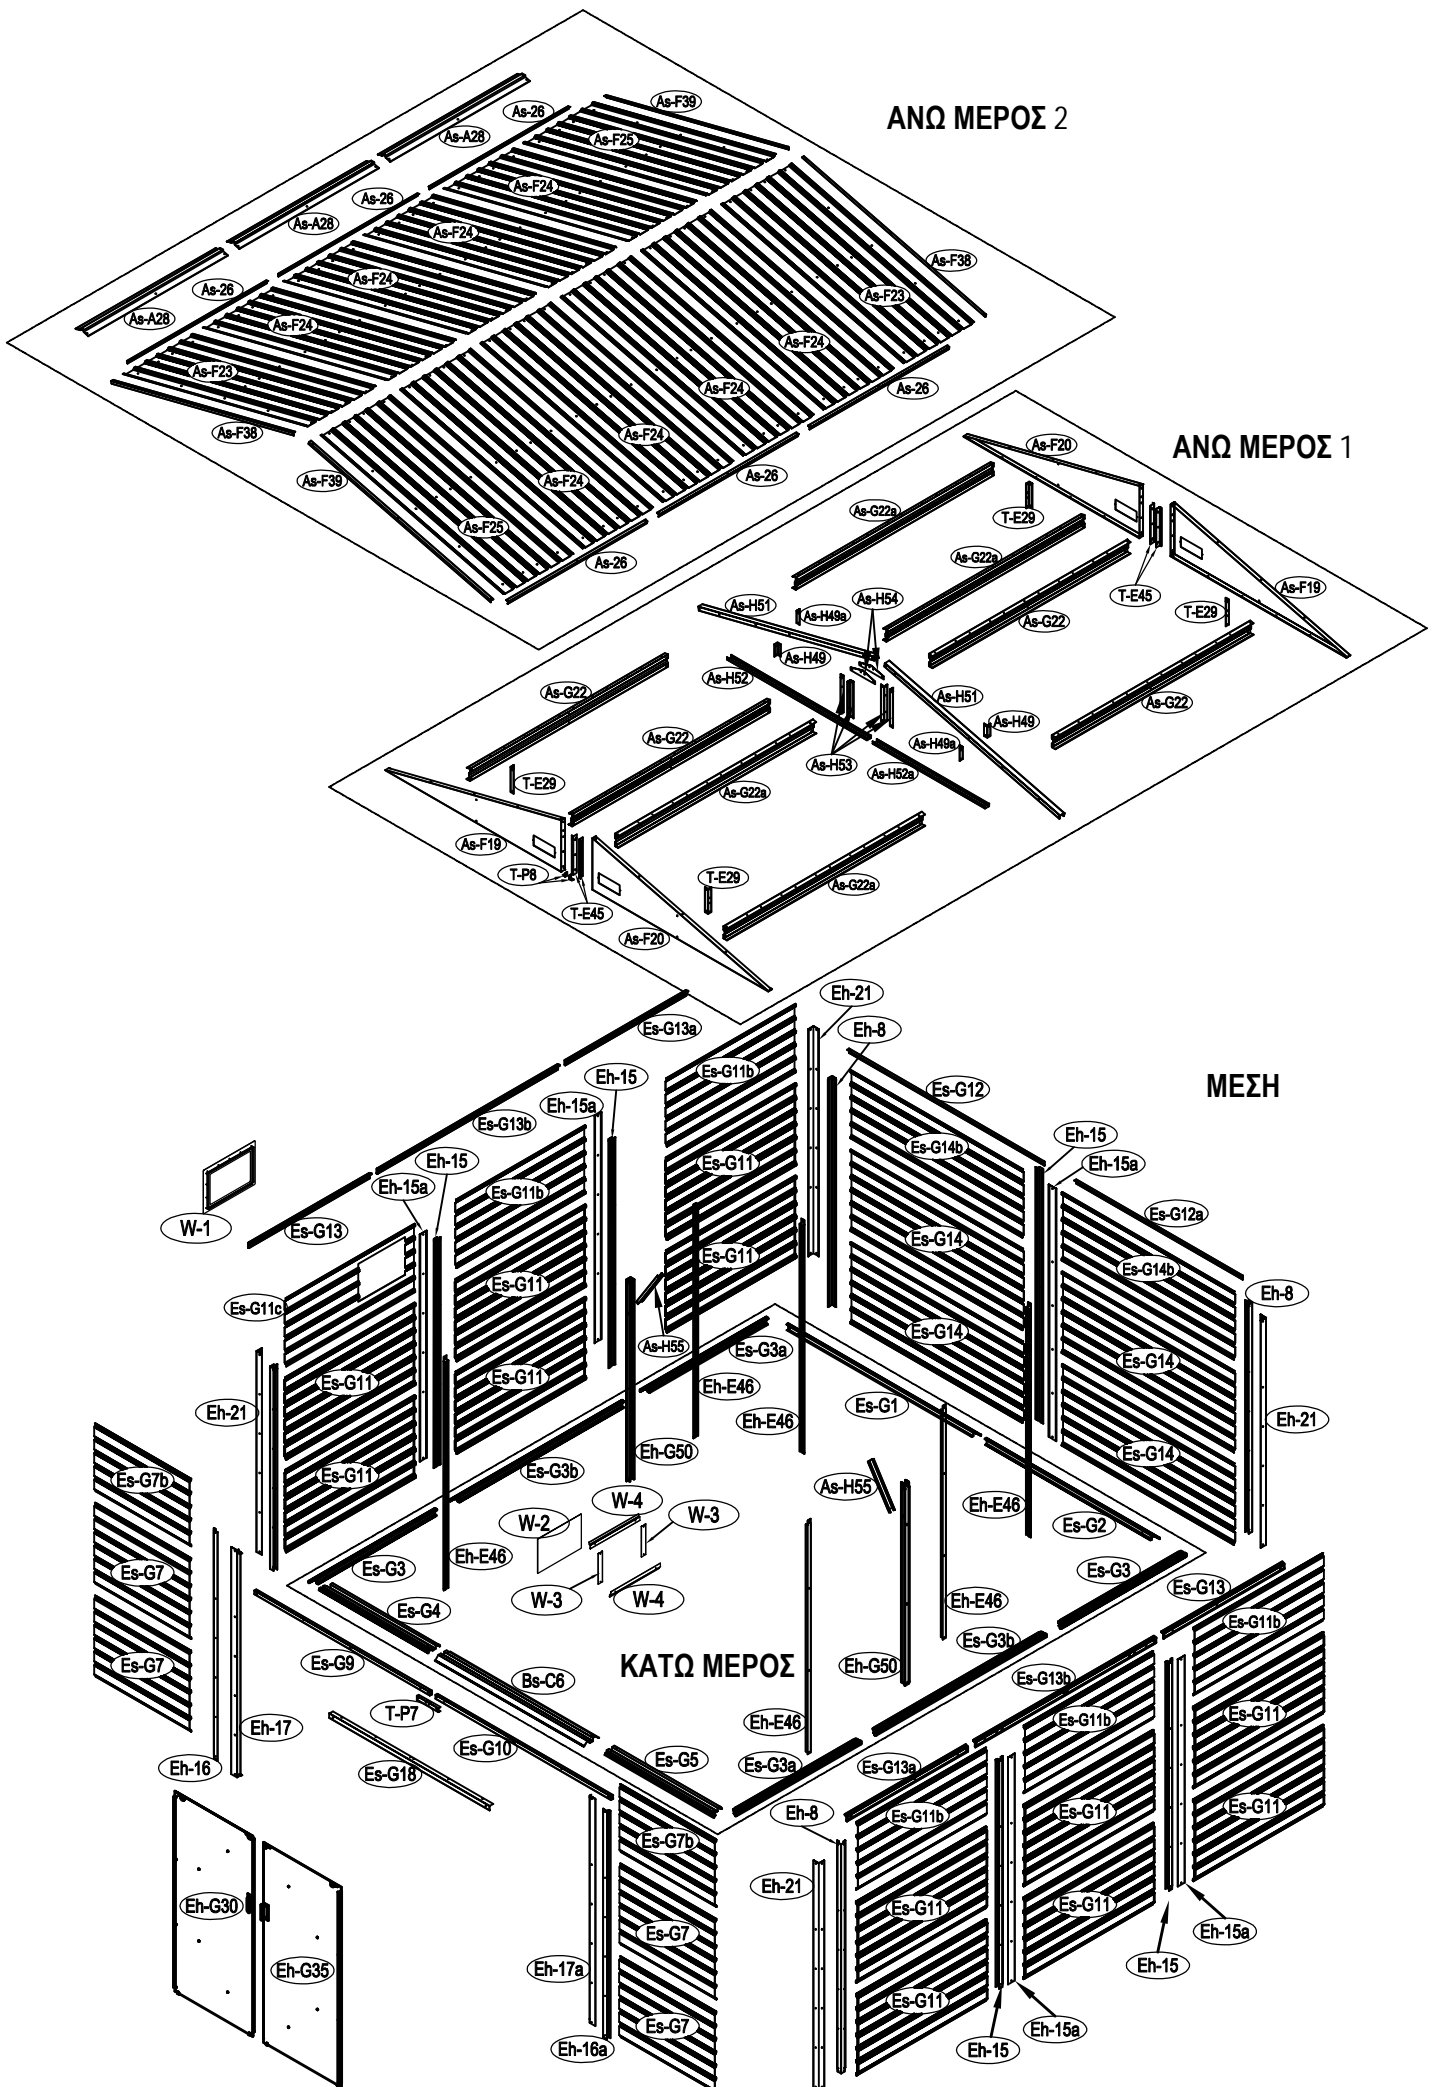 ΑΝΩ ΜΕΡΟΣ 2
As-F39
As-26
As-A28
As-F25
As-F24
As-26
As-A28
As-F24
As-F38
As-F24
As-26
As-F23
As-A28
As-F24
As-F24
As-F23
As-F24
As-26
As-F38
As-F24
As-F39
As-F24
As-26
As-F25
As-26
ΑΝΩ ΜΕΡΟΣ 1
As-F20
As-G22a
T-E29
As-G22a
As-H54
As-F19
As-H51
T-E45
As-H49a
T-E29
As-G22
As-H49
As-H52
As-G22
As-H51
As-G22
As-H49
As-G22
As-H49a
As-H53
As-H52a
T-E29
As-G22a
As-F19
T-P8
T-E29
As-G22a
T-E45
As-F20
Eh-21
Es-G13a
Eh-8
ΜΕΣΗ
Es-G11b
Eh-15
Es-G12
Eh-15a
Es-G13b
Eh-15
Es-G14b
Eh-15
Eh-15a
Es-G11
Eh-15a
Es-G11b
Es-G12a
W-1
Es-G13
Es-G14
Es-G11
Es-G14b
Es-G11
Eh-8
Es-G11c
Es-G14
As-H55
Es-G3a
Es-G14
Es-G11
Es-G11
Eh-E46
Es-G1
Eh-21
Eh-E46
Eh-21
Eh-G50
Es-G14
Es-G7b
Es-G11
Es-G3b
As-H55
W-4
Eh-E46
W-2
W-3
Es-G2
Eh-E46
Es-G3
Es-G3
Es-G7
W-3
W-4
Es-G13
Es-G4
Eh-E46
Es-G11b
Es-G3b
Es-G7
Es-G9
ΚΑΤΩ ΜΕΡΟΣ
Eh-G50
Es-G13b
Bs-C6
T-P7
Es-G11b
Es-G11
Eh-17
Eh-E46
Es-G10
Es-G5
Es-G3a
Es-G13a
Eh-16
Es-G18
Es-G11
Es-G11
Eh-8
Es-G11b
Es-G7b
Eh-21
Eh-G30
Es-G11
Es-G11
Es-G7
Eh-15a
Eh-G35
Eh-17a
Eh-15
Es-G11
Es-G7
Eh-15a
Eh-16a
Eh-15